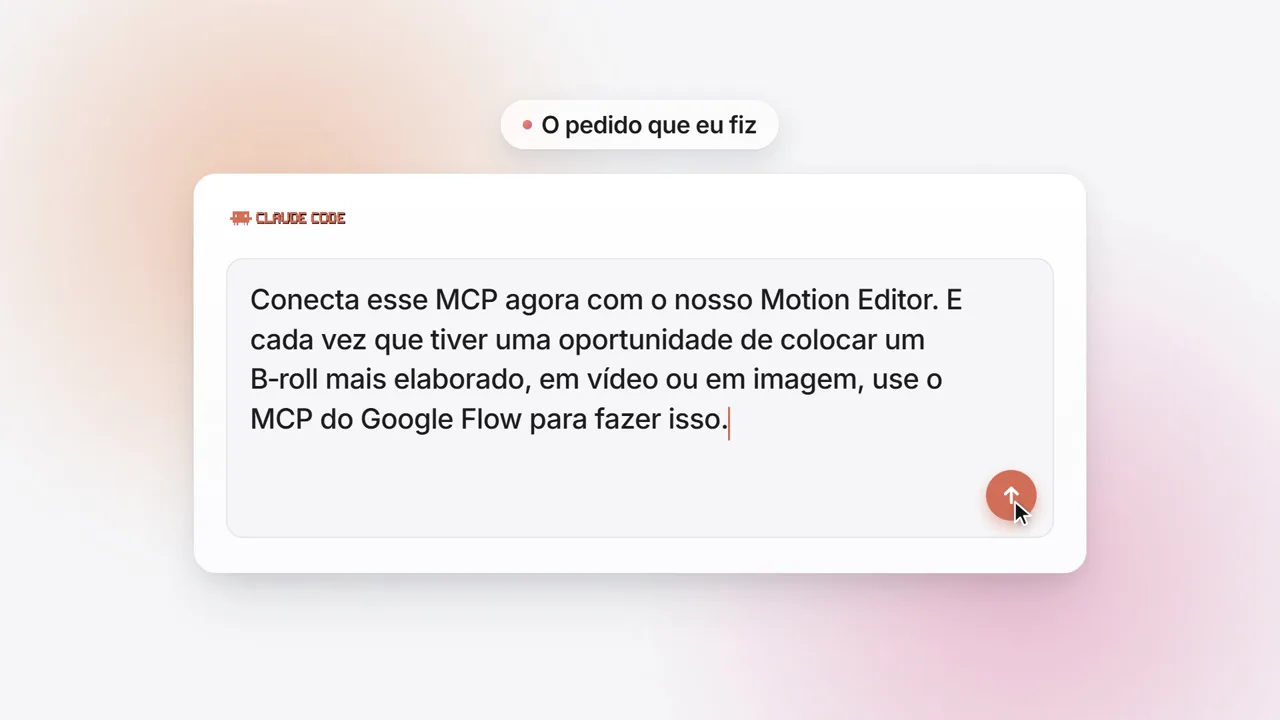 O pedido que eu fiz
CLAUDE CODE
Conecta esse MCP agora com o nosso Motion Editor. E
cada vez que tiver uma oportunidade de colocar um
B-roll mais elaborado, em vídeo ou em imagem, use o
MCP do Google Flow para fazer isso.